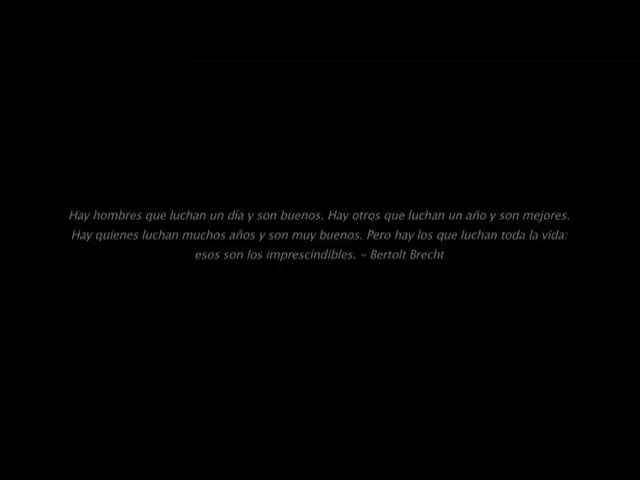 Hay hombres que luchan un día y son buenos. Hay otros que luchan un año y son mejores.
Hay quienes luchan muchos años y son muy buenos. Pero hay los que luchan toda la vida:
esos son los imprescindibles. - Bertolt Brecht